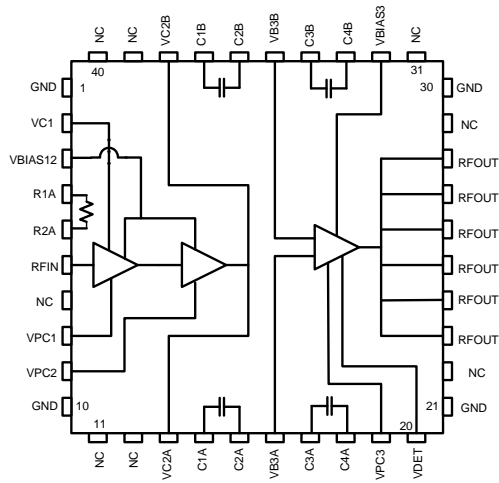 NC
NC
VC2B
C1B
C2B
VB3B
C3B
C4B
VBIAS3
NC
40
31
GND
1
30
GND
VC1
NC
VBIAS12
RFOUT
R1A
RFOUT
R2A
RFOUT
RFIN
RFOUT
NC
RFOUT
VPC1
RFOUT
VPC2
NC
GND
10
21
GND
11
20
NC
NC
VC2A
C1A
C2A
VB3A
C3A
C4A
VPC3
VDET